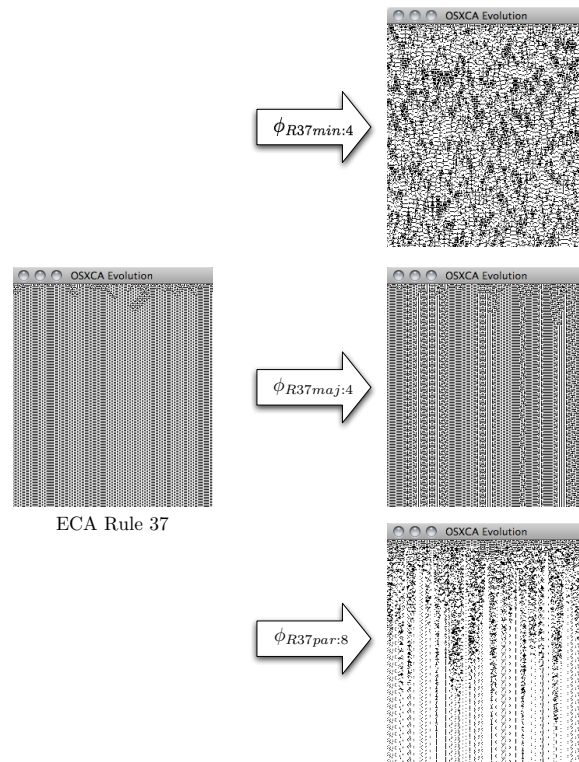 OSXCA Evolution
ϕR37min:4
OSXCA Evolution
OSXCA Evolution
ϕR37maj:4
ECA Rule 37
OSXCA Evolution
ϕR37par:8